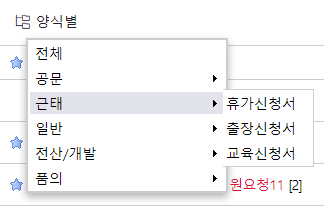 양식별
전체
공문
근태
휴가신청서
일반
출장신청서
전산/개발
교육신청서
품의
원요청11 [2]